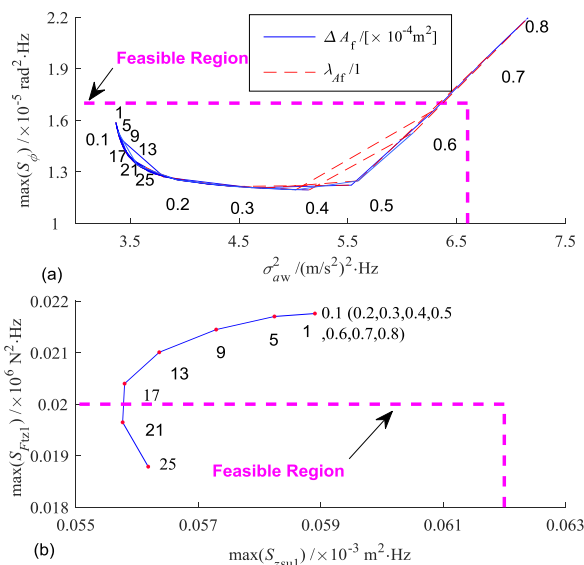 2.2
1.9
1.6
1.3
1
max(S_ϕ) /×10⁻⁵ rad²·Hz
Feasible Region
Δ A_f /[× 10⁻⁴m²]
λ_Af /1
0.8
0.7
0.6
0.5
0.4
0.3
0.2
0.1
1
5
9
13
17
21
25
3.5 4.5 5.5 6.5 7.5
(a)
σ²_aw /(m/s²)²·Hz
0.022
0.021
0.02
0.019
0.018
max(S_Ftz1) /×10⁶ N²·Hz
0.1 (0.2,0.3,0.4,0.5
,0.6,0.7,0.8)
1
5
9
13
17
21
25
Feasible Region
0.055 0.057 0.059 0.061 0.063
(b)
max(S_zsu1) /×10⁻³ m²·Hz